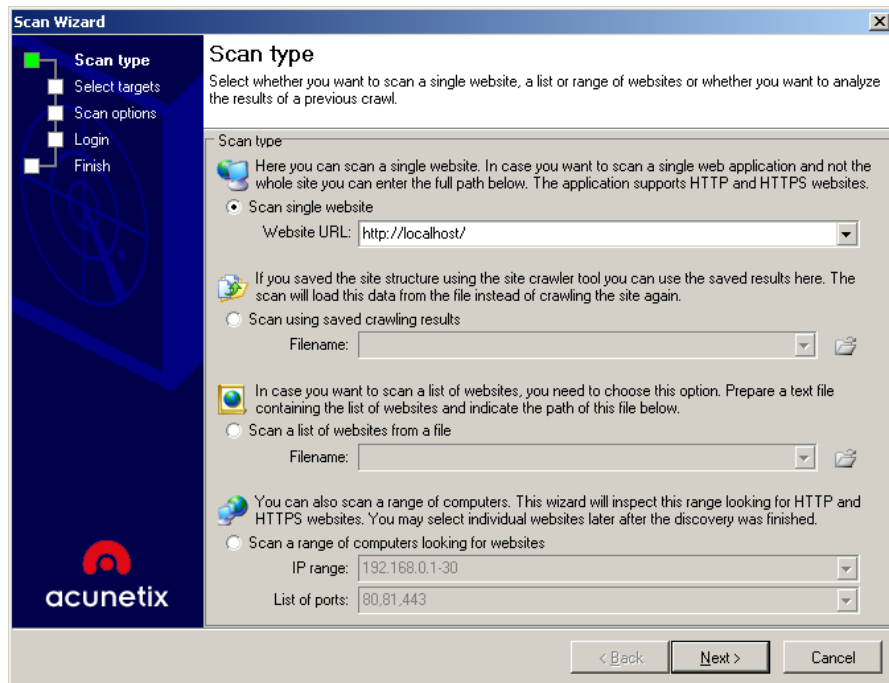 Scan Wizard
Scan type
Select targets
Scan options
Login
Finish
acunetix
Scan type
Select whether you want to scan a single website, a list or range of websites or whether you want to analyze
the results of a previous crawl.
Scan type
Here you can scan a single website. In case you want to scan a single web application and not the
whole site you can enter the full path below. The application supports HTTP and HTTPS websites.
Scan single website
Website URL: http://localhost/
If you saved the site structure using the site crawler tool you can use the saved results here. The
scan will load this data from the file instead of crawling the site again.
Scan using saved crawling results
Filename:
In case you want to scan a list of websites, you need to choose this option. Prepare a text file
containing the list of websites and indicate the path of this file below.
Scan a list of websites from a file
Filename:
You can also scan a range of computers. This wizard will inspect this range looking for HTTP and
HTTPS websites. You may select individual websites later after the discovery was finished.
Scan a range of computers looking for websites
IP range: 192.168.0.1-30
List of ports: 80,81,443
< Back Next > Cancel